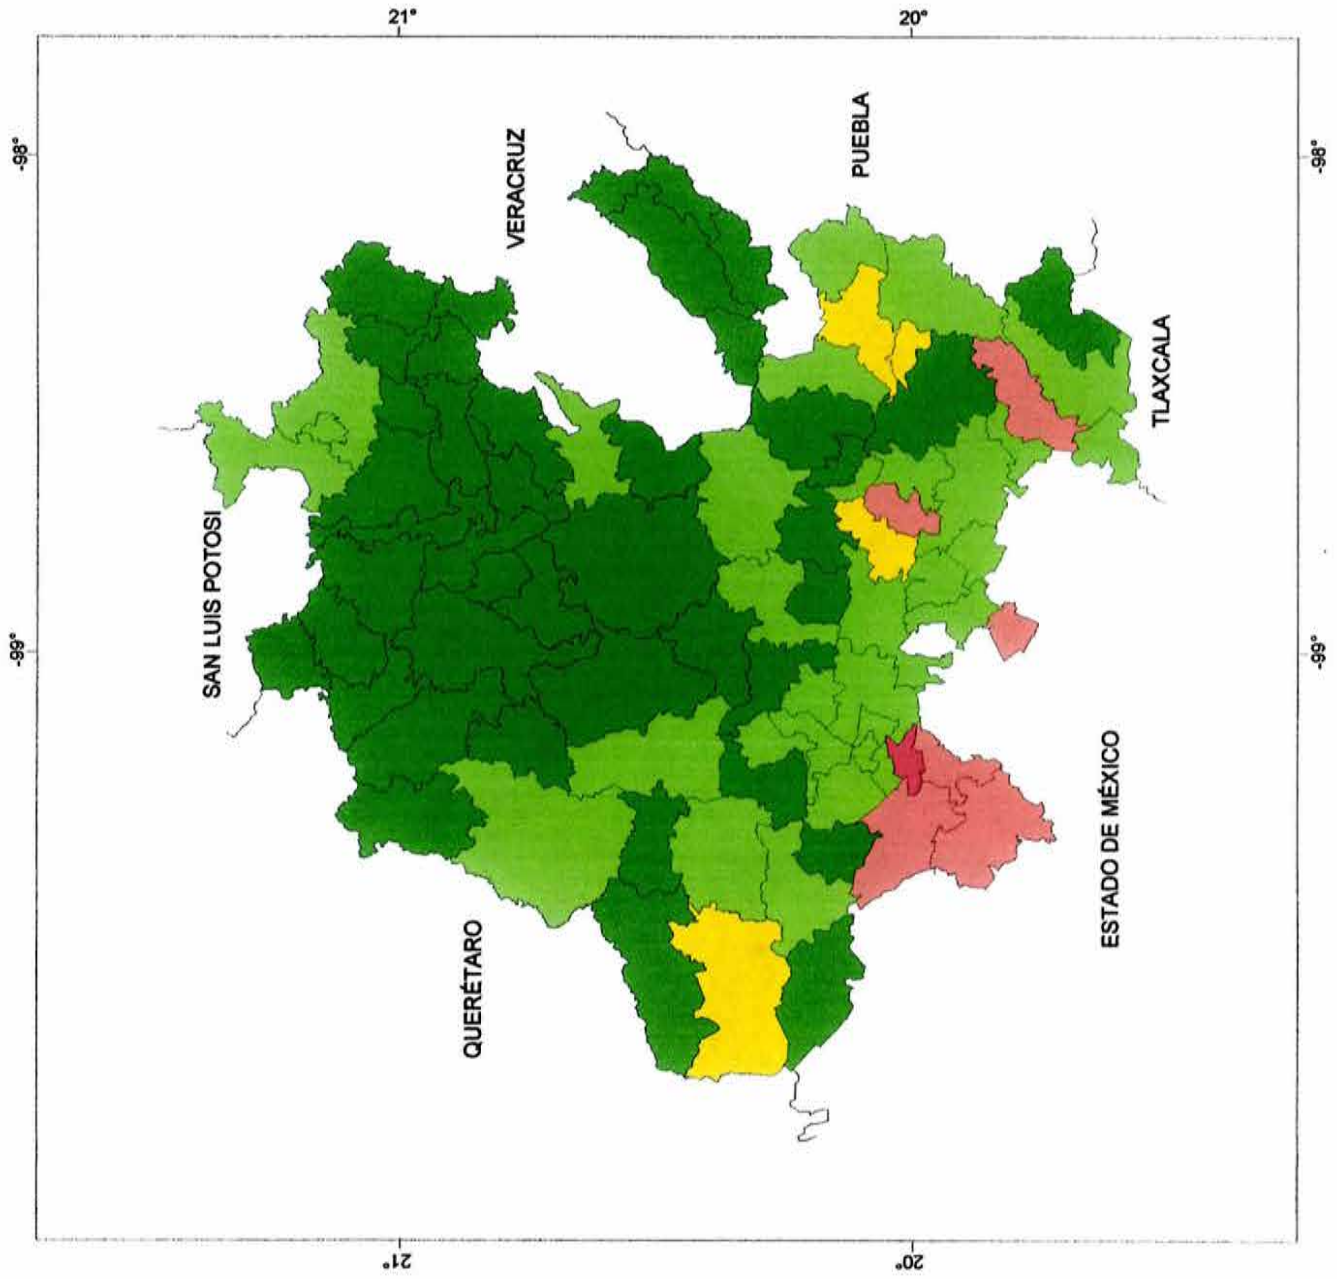 21°
20°
-98°
-98°
VERACRUZ
PUEBLA
TLAXCALA
SAN LUIS POTOSI
-99°
-99°
QUERÉTARO
ESTADO DE MÉXICO
21°
20°